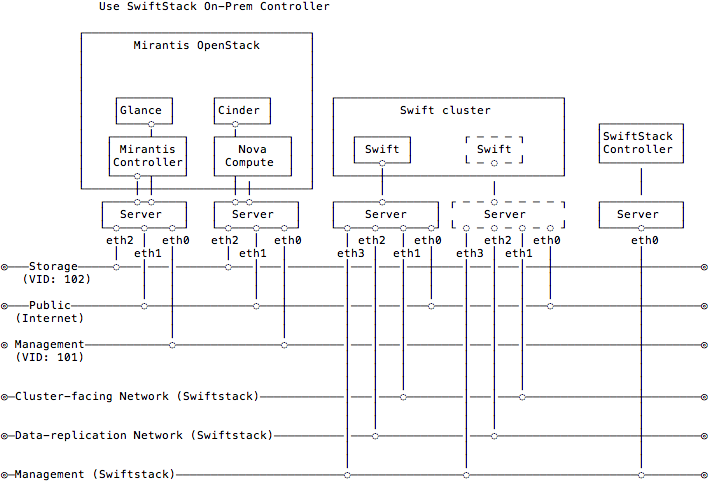 Use SwiftStack On-Prem Controller
Mirantis OpenStack
Glance
Cinder
Swift cluster
Mirantis
Controller
Nova
Compute
Swift
Swift
SwiftStack
Controller
Server
Server
Server
Server
Server
eth2
eth0
eth2
eth0
eth2
eth0
eth2
eth0
eth0
eth1
eth1
eth3
eth1
eth3
eth1
Storage
(VID: 102)
Public
(Internet)
Management
(VID: 101)
Cluster-facing Network (Swiftstack)
Data-replication Network (Swiftstack)
Management (Swiftstack)